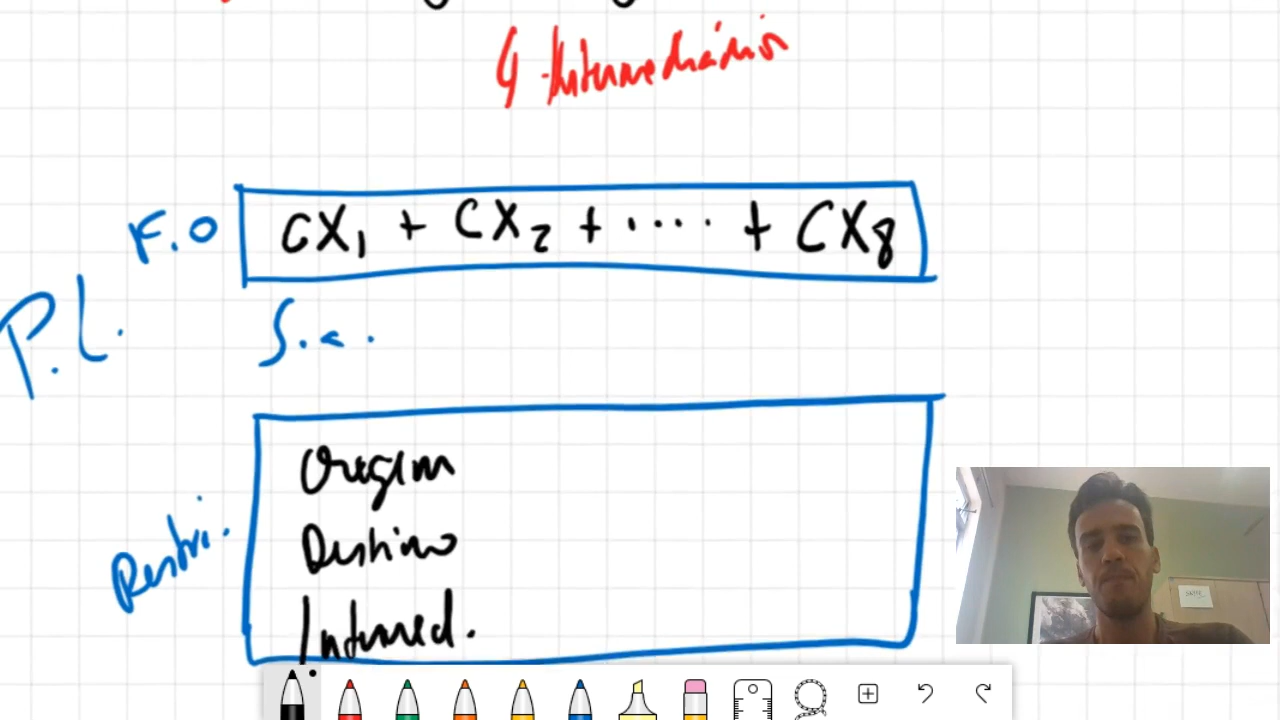 4 Intermediários
F.O CX₁ + CX₂ + .... + CX₈
P.L.
S.a.
Origem
Destino
Restri.
Intermed.